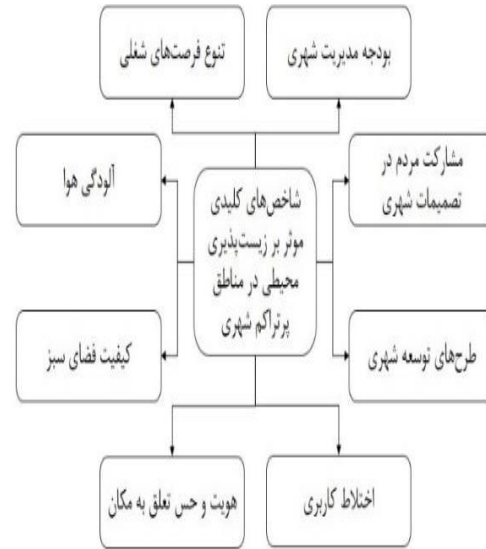 بودجه مدیریت شهری
تنوع فرصت‌های شغلی
مشارکت مردم در
تصمیمات شهری
آلودگی هوا
شاخص‌های کلیدی
موثر بر زیست‌پذیری
محیطی در مناطق
پرتراکم شهری
طرح‌های توسعه شهری
کیفیت فضای سبز
اختلاط کاربری
هویت و حس تعلق به مکان